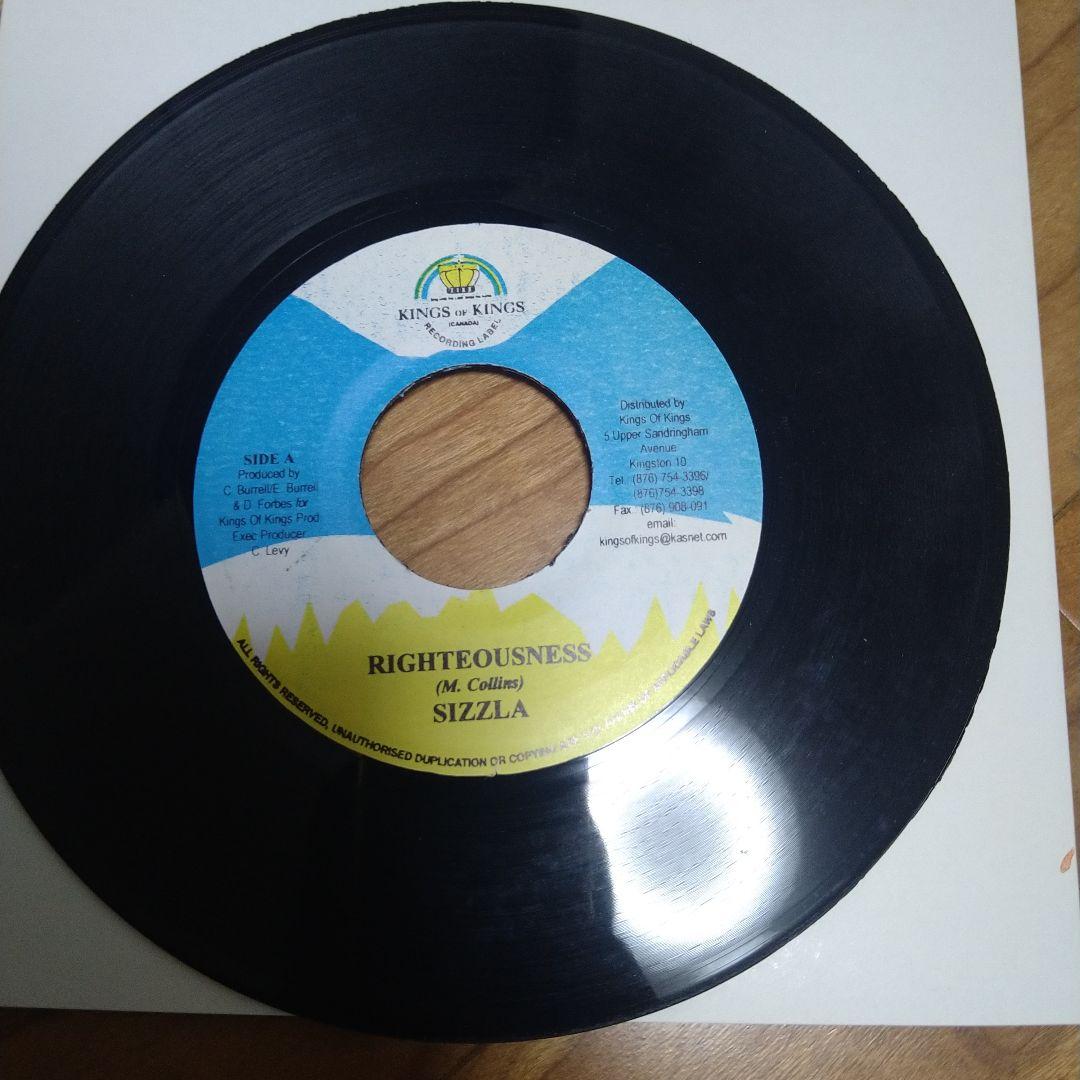 KINGS OF KINGS
(CANADA)
RECORDING LABEL
SIDE A
Produced by
C. Burrell/E. Burrell
& D. Forbes for
Kings Of Kings Prod
Exec Producer
C. Levy
Distributed by
Kings Of Kings
5 Upper Sandringham
Avenue
Kingston 10
Tel. (876) 754-3396/
(876)754-3398
Fax : (876) 908-091
email:
kingsofkings@kasnet.com
RIGHTEOUSNESS
(M. Collins)
SIZZLA
ALL RIGHTS RESERVED, UNAUTHORISED DUPLICATION OR COPYING APPLICABLE LAWS